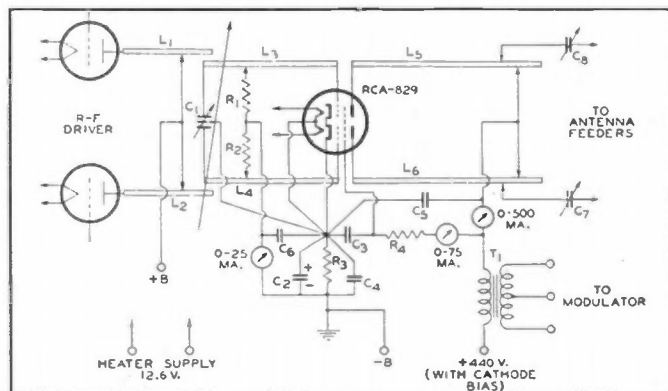 L1
L3
L5
C8
RCA-829
R-F
DRIVER
C1
R1
R2
TO
ANTENNA
FEEDERS
L2
L4
L6
C7
C5
0-500
MA.
+B
0-25
MA.
C6
C3
R4
0-75
MA.
C2
+
-
R3
C4
T1
TO
MODULATOR
HEATER SUPPLY
12.6 V.
-B
+440 V.
(WITH CATHODE
BIAS)